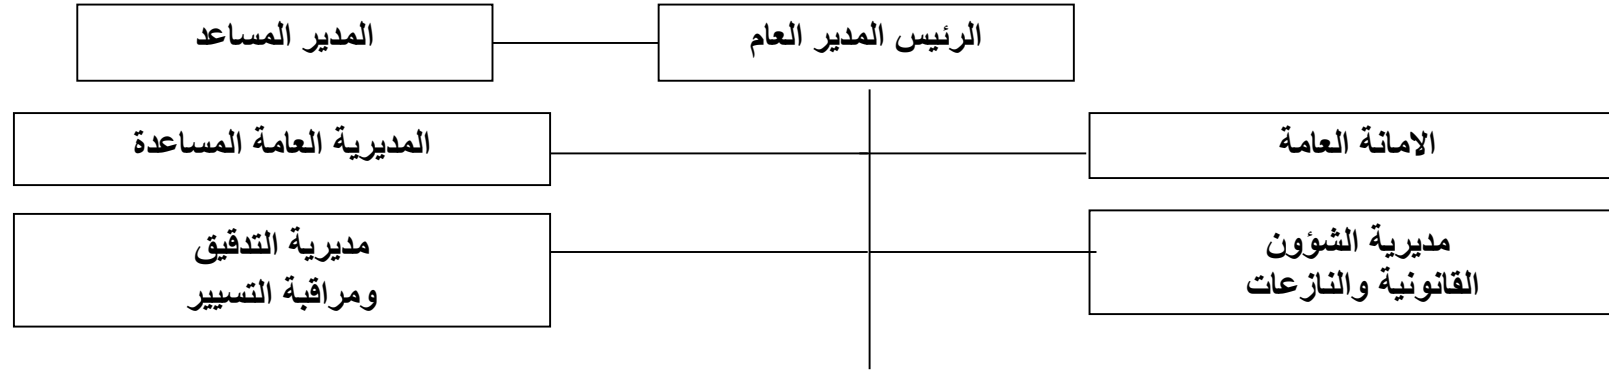 الرئيس المدير العام
المدير المساعد
الامانة العامة
المديرية العامة المساعدة
مديرية الشؤون
القانونية والنازعات
مديرية التدقيق
ومراقبة التسيير